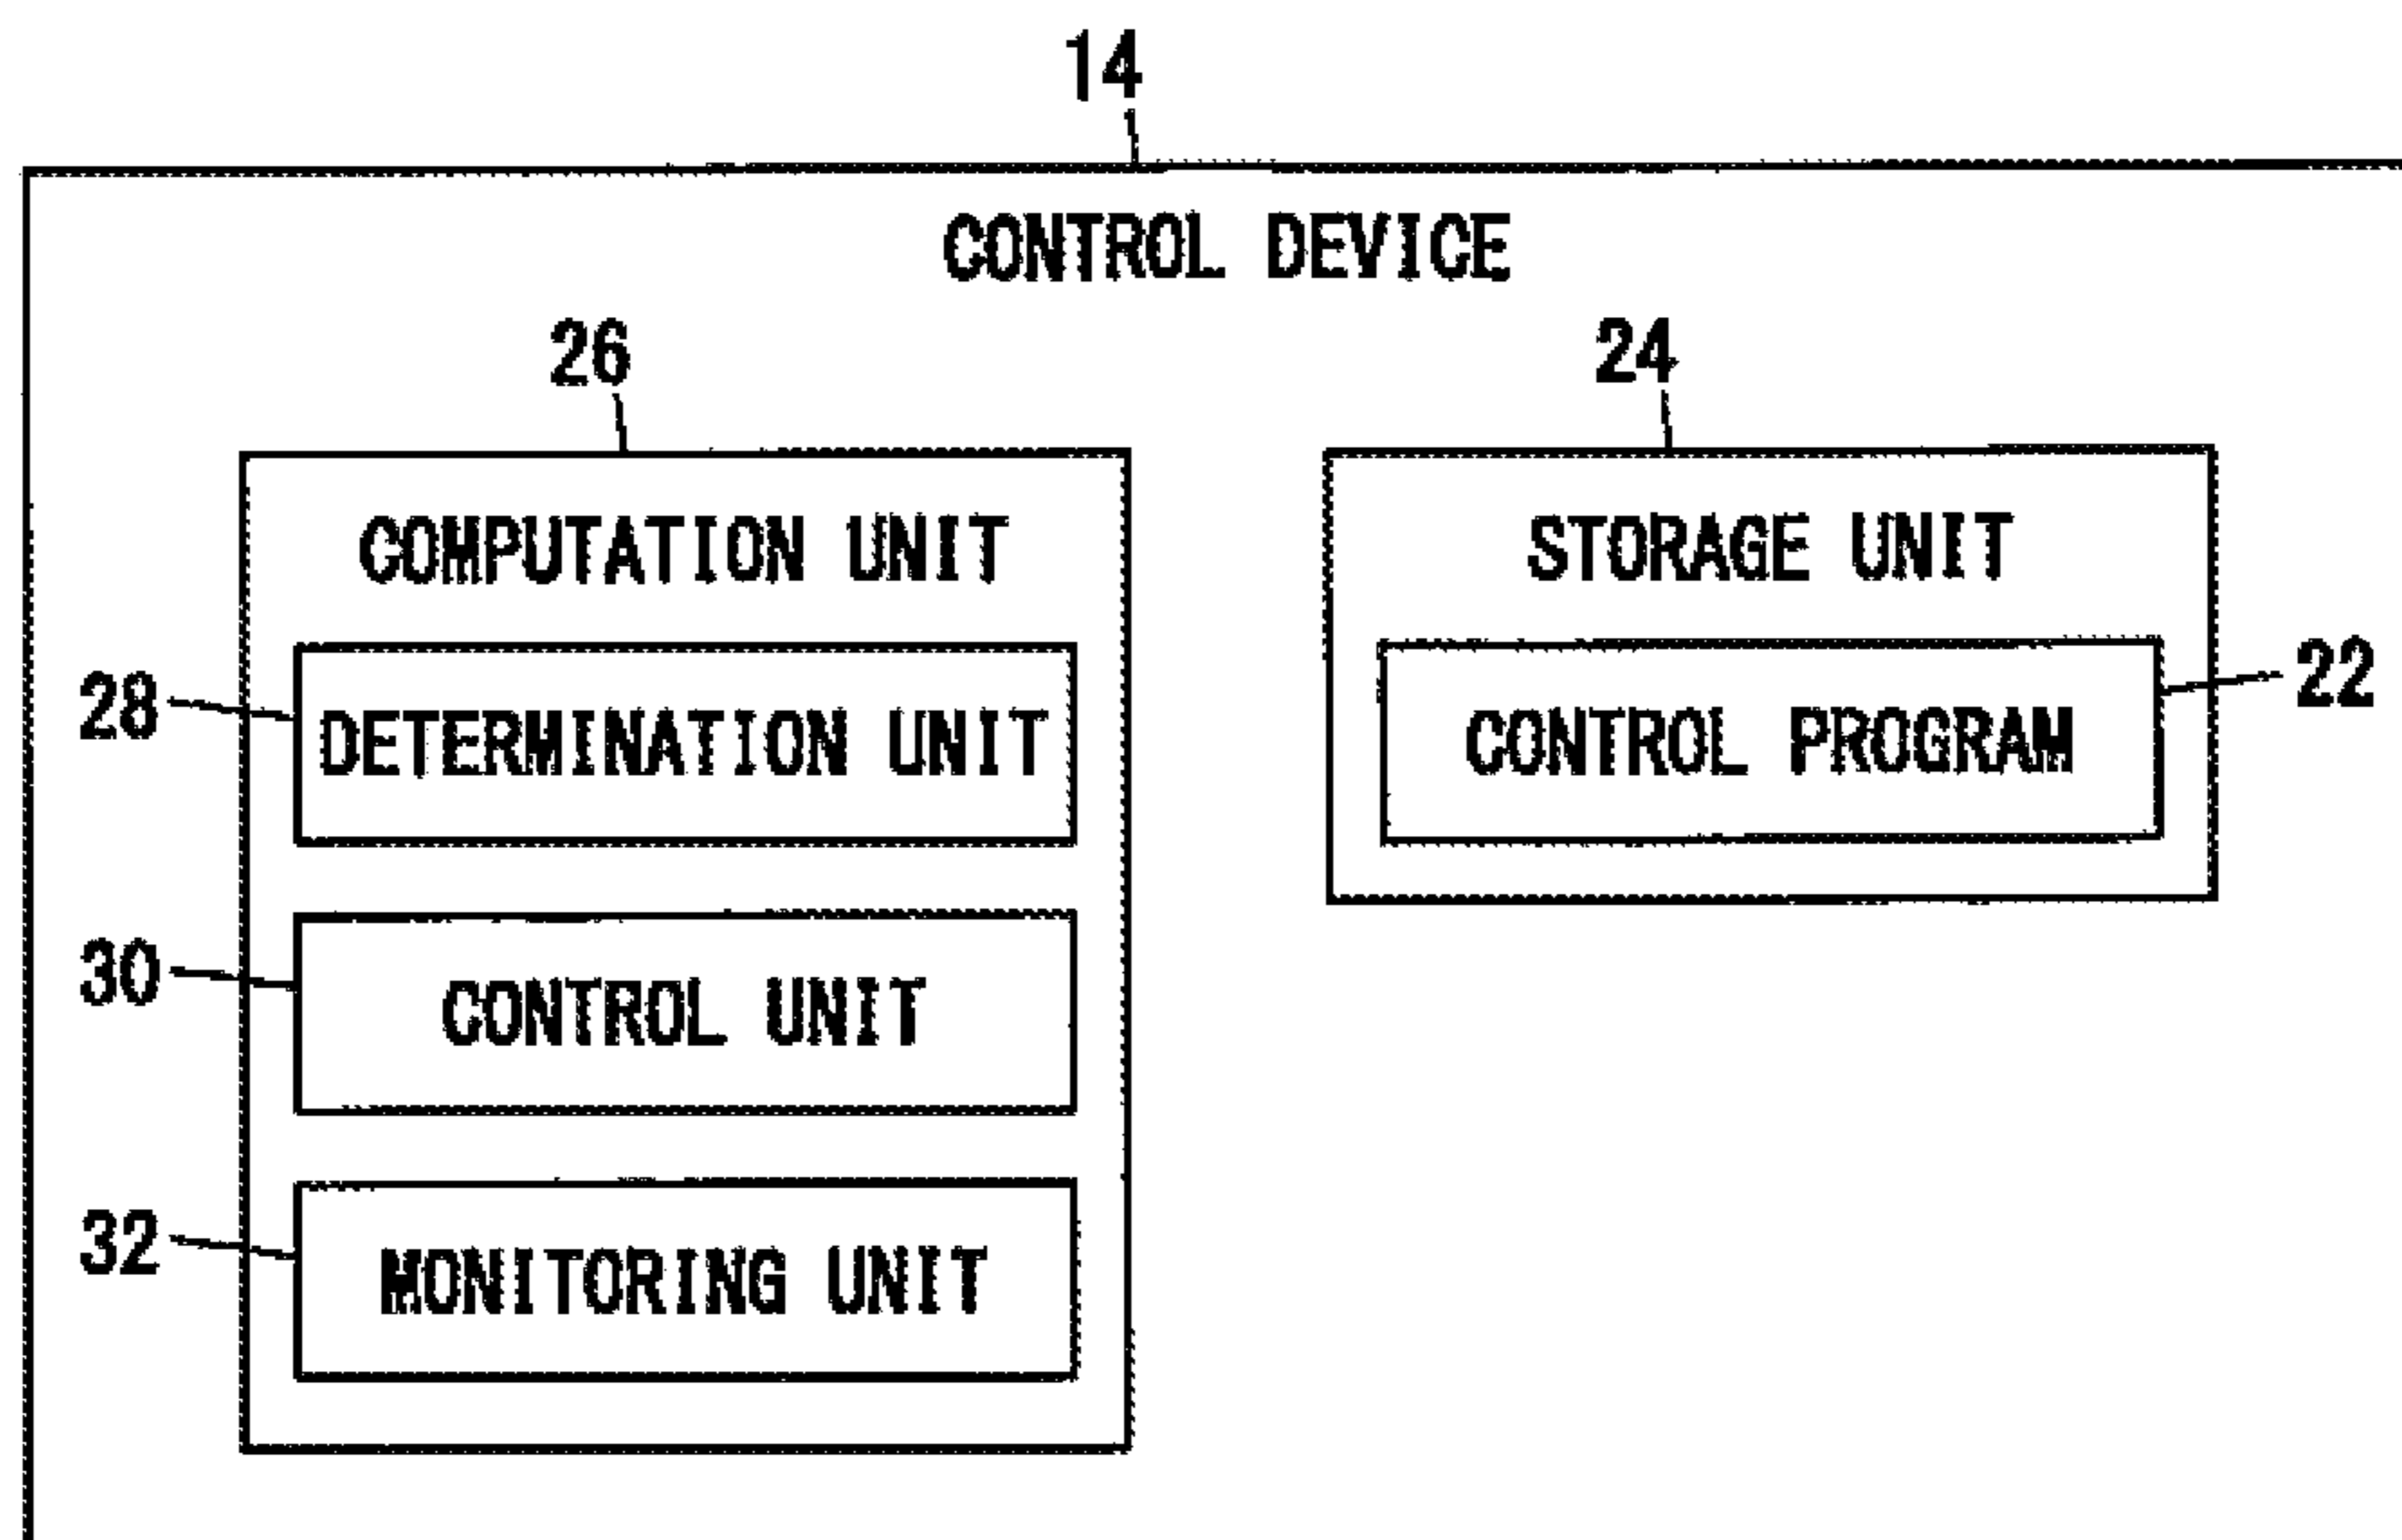 14
CONTROL DEVICE
26
24
COMPUTATION UNIT
STORAGE UNIT
28
DETERMINATION UNIT
CONTROL PROGRAM
22
30
CONTROL UNIT
32
MONITORING UNIT